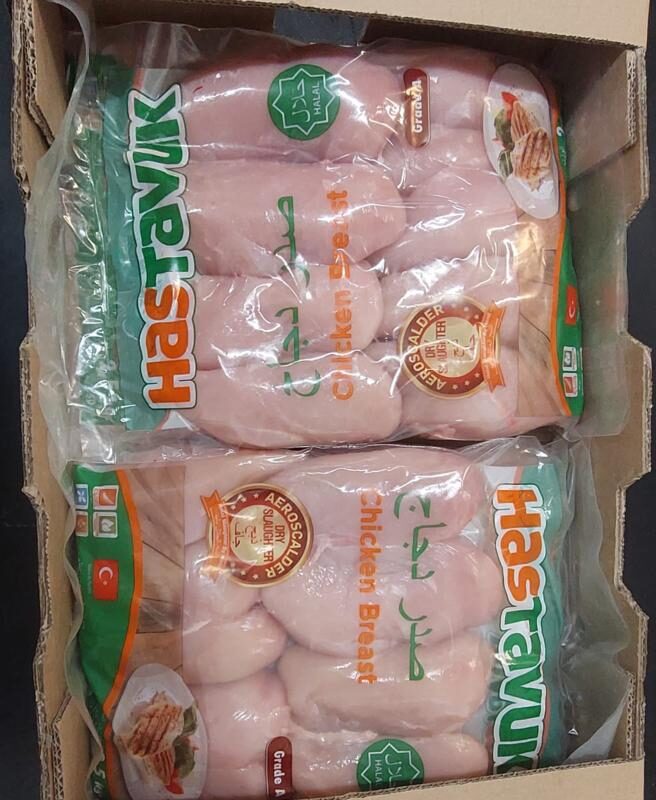 HasTavuk
حلال
HALAL
Grade A
صدر دجاج
Chicken Breast
AEROSCALDER
DRY
SLAUGHTER
HasTavuk
AEROSCALDER
DRY
SLAUGHTER
صدر دجاج
Chicken Breast
Grade A
حلال
HALAL